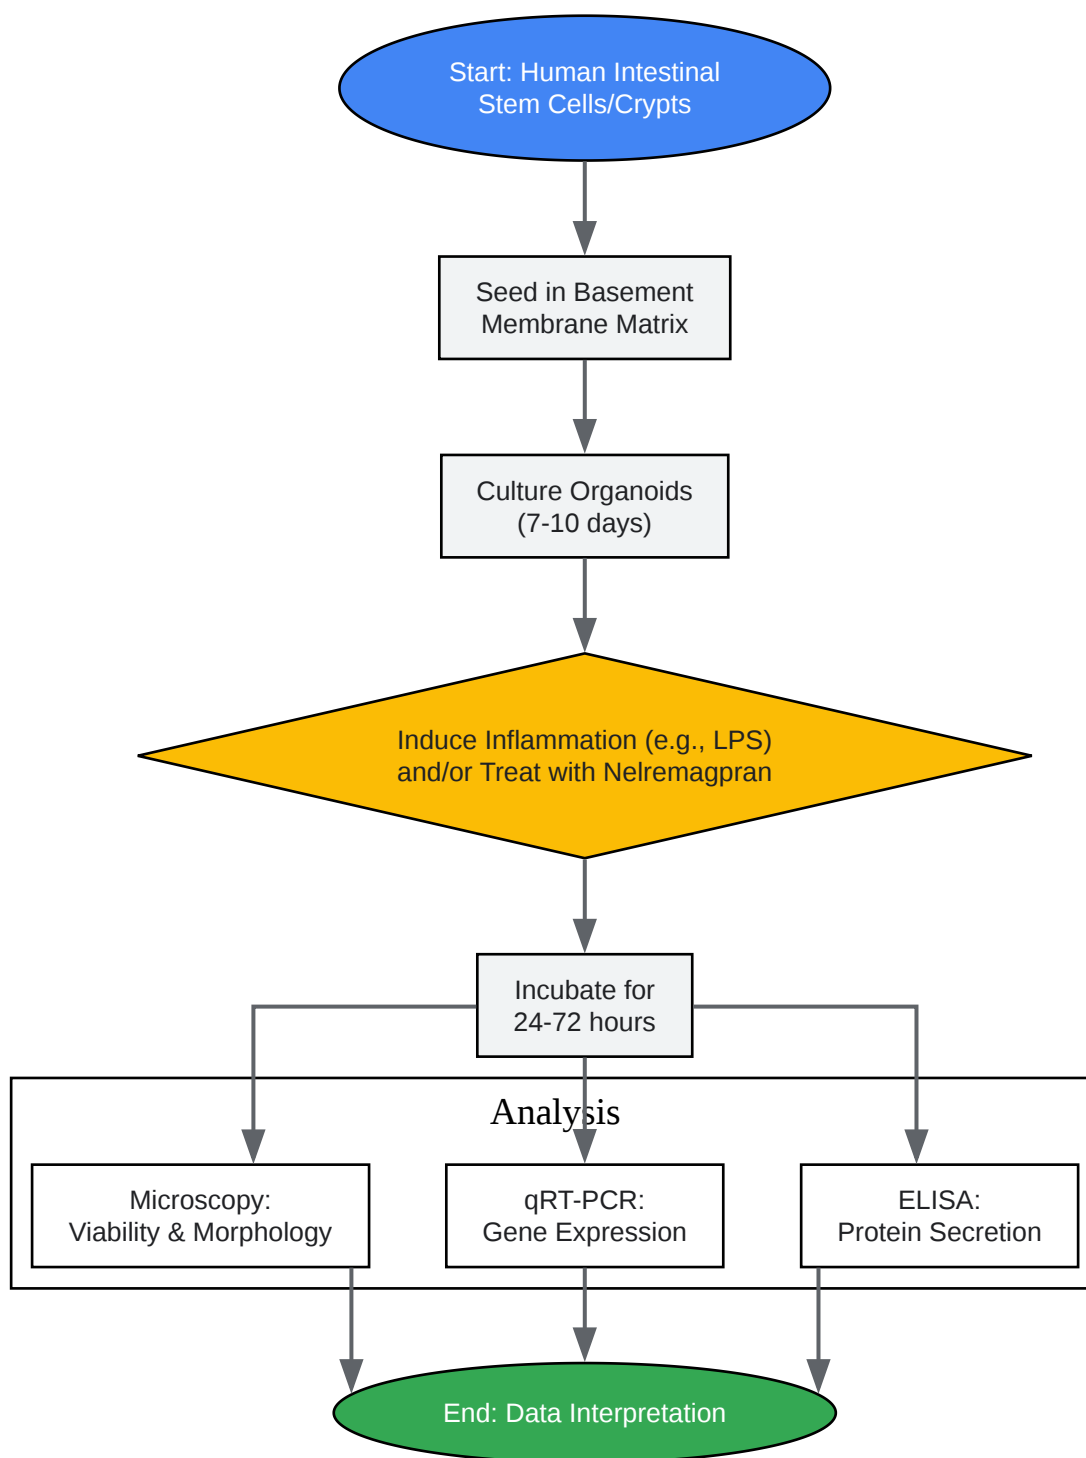 Start: Human Intestinal
Stem Cells/Crypts
Seed in Basement
Membrane Matrix
Culture Organoids
(7-10 days)
Induce Inflammation (e.g., LPS)
and/or Treat with Nelremagpran
Incubate for
24-72 hours
Analysis
Microscopy:
Viability & Morphology
qRT-PCR:
Gene Expression
ELISA:
Protein Secretion
End: Data Interpretation